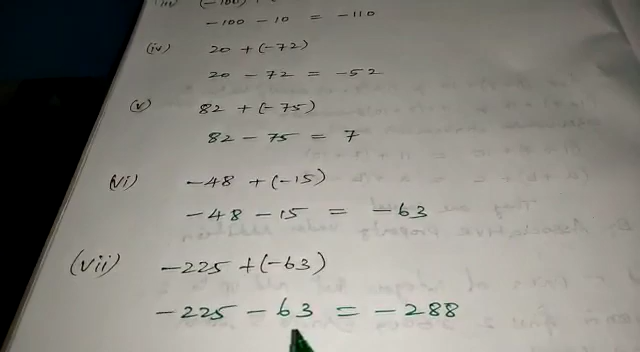 -100 - 10 = -110
(iv) 20 + (-72)
20 - 72 = -52
(v) 82 + (-75)
82 - 75 = 7
(vi) -48 + (-15)
-48 - 15 = -63
(vii) -225 + (-63)
-225 - 63 = -288